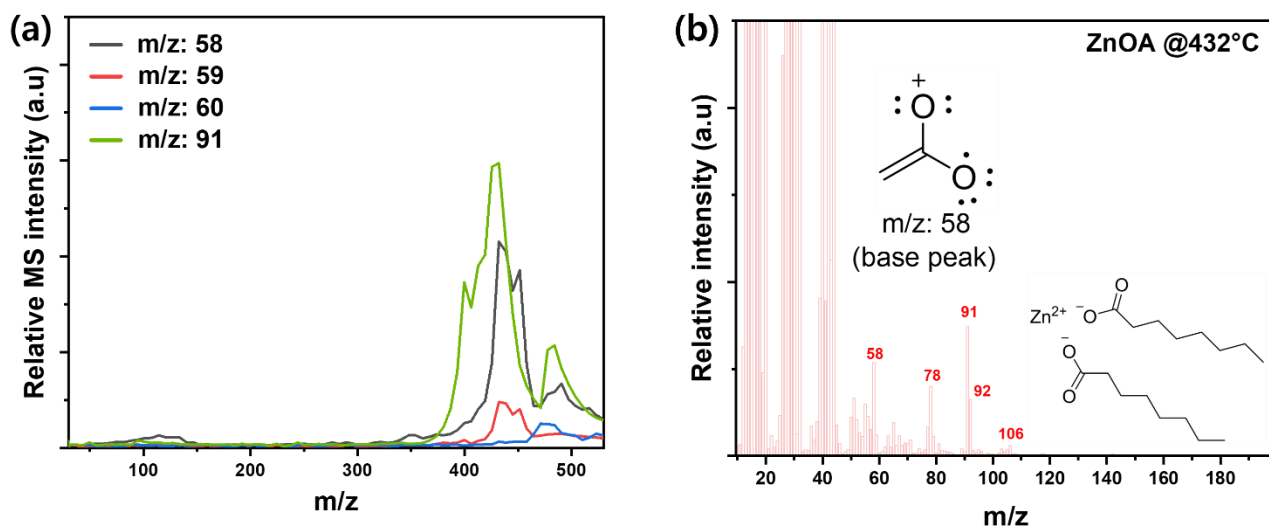 (a)
m/z: 58
m/z: 59
m/z: 60
m/z: 91
Relative MS intensity (a.u)
100
200
300
400
500
m/z
(b)
ZnOA @432°C
Relative intensity (a.u)
+
:O:
O:
m/z: 58
(base peak)
58
78
91
92
106
O
Zn²⁺ ⁻O
⁻O
O
20
40
60
80
100
120
140
160
180
m/z